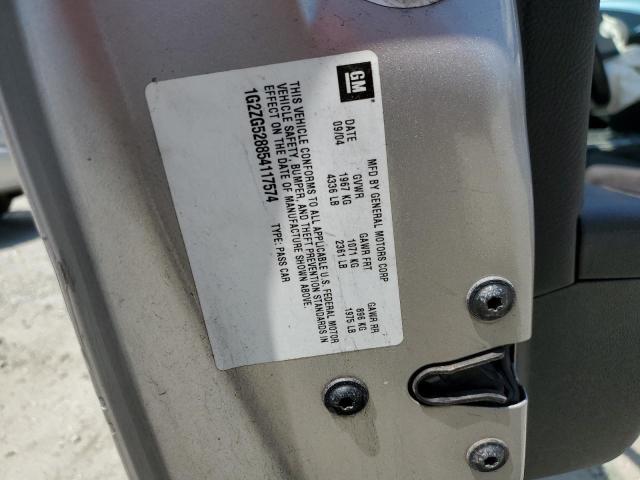 GM
MFD BY GENERAL MOTORS CORP
DATE GVWR GAWR FRT GAWR RR
09/04 1967 KG 1071 KG 896 KG
4336 LB 2361 LB 1975 LB
THIS VEHICLE CONFORMS TO ALL APPLICABLE U.S. FEDERAL MOTOR
VEHICLE SAFETY, BUMPER, AND THEFT PREVENTION STANDARDS IN
EFFECT ON THE DATE OF MANUFACTURE SHOWN ABOVE.
1G2ZG528854117574 TYPE: PASS CAR